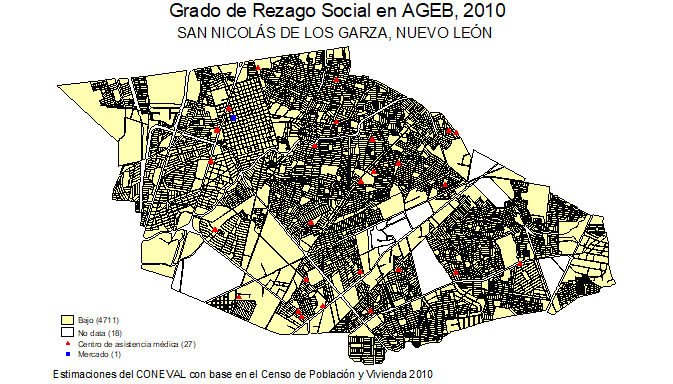 Grado de Rezago Social en AGEB, 2010
SAN NICOLÁS DE LOS GARZA, NUEVO LEÓN
Bajo (4711)
No data (18)
Centro de asistencia médica (27)
Mercado (1)
Estimaciones del CONEVAL con base en el Censo de Población y Vivienda 2010